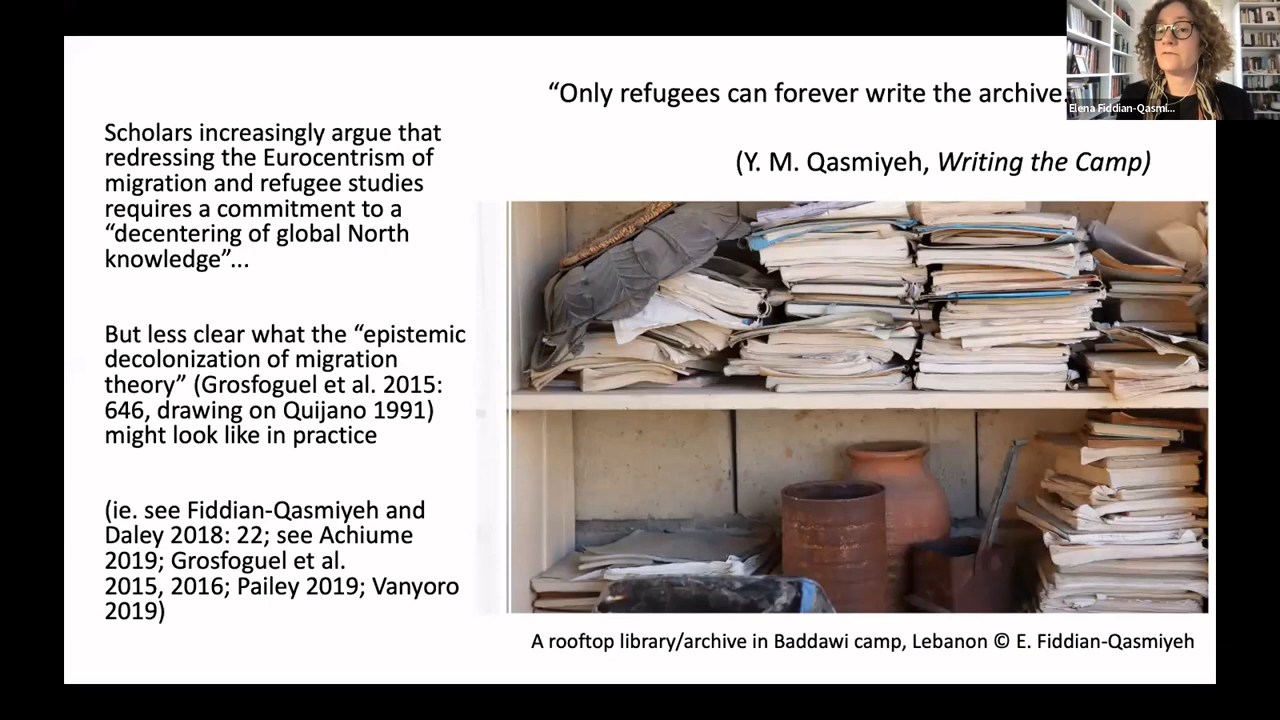 Scholars increasingly argue that
redressing the Eurocentrism of
migration and refugee studies
requires a commitment to a
“decentering of global North
knowledge”...
But less clear what the “epistemic
decolonization of migration
theory” (Grosfoguel et al. 2015:
646, drawing on Quijano 1991)
might look like in practice
(ie. see Fiddian-Qasmiyeh and
Daley 2018: 22; see Achiume
2019; Grosfoguel et al.
2015, 2016; Pailey 2019; Vanyoro
2019)
“Only refugees can forever write the archive.
(Y. M. Qasmiyeh, Writing the Camp)
A rooftop library/archive in Baddawi camp, Lebanon © E. Fiddian-Qasmiyeh
Elena Fiddian-Qasmi...